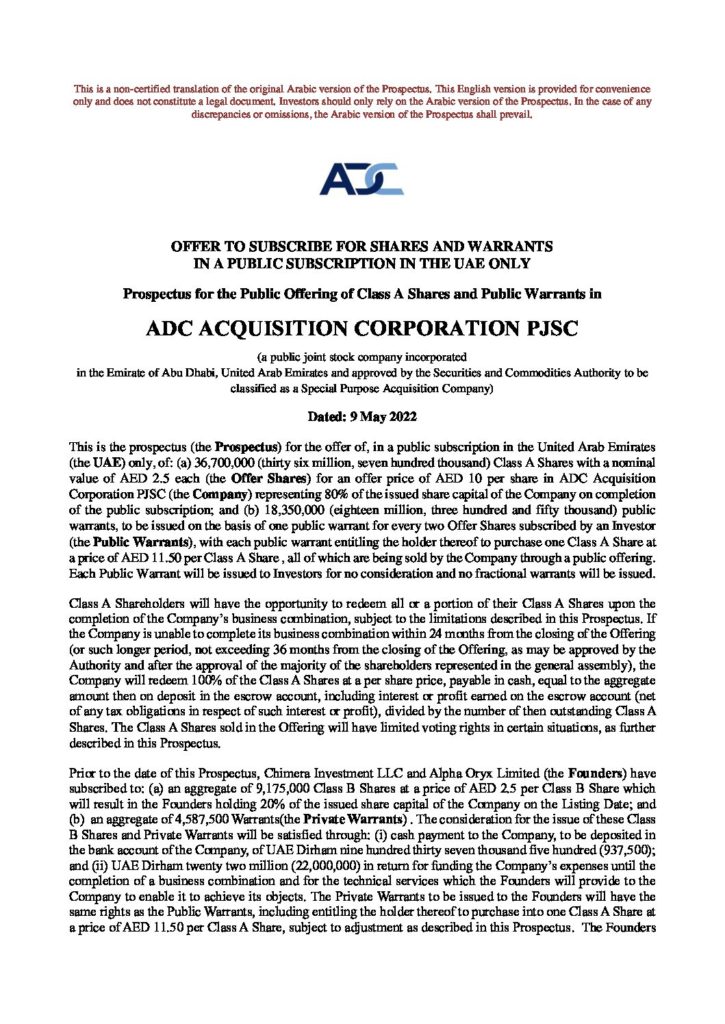 This is a non-certified translation of the original Arabic version of the Prospectus. This English version is provided for convenience
only and does not constitute a legal document. Investors should only rely on the Arabic version of the Prospectus. In the case of any
discrepancies or omissions, the Arabic version of the Prospectus shall prevail.
ADC
OFFER TO SUBSCRIBE FOR SHARES AND WARRANTS
IN A PUBLIC SUBSCRIPTION IN THE UAE ONLY
Prospectus for the Public Offering of Class A Shares and Public Warrants in
ADC ACQUISITION CORPORATION PJSC
(a public joint stock company incorporated
in the Emirate of Abu Dhabi, United Arab Emirates and approved by the Securities and Commodities Authority to be
classified as a Special Purpose Acquisition Company)
Dated: 9 May 2022
This is the prospectus (the Prospectus) for the offer of, in a public subscription in the United Arab Emirates
(the UAE) only, of: (a) 36,700,000 (thirty six million, seven hundred thousand) Class A Shares with a nominal
value of AED 2.5 each (the Offer Shares) for an offer price of AED 10 per share in ADC Acquisition
Corporation PJSC (the Company) representing 80% of the issued share capital of the Company on completion
of the public subscription; and (b) 18,350,000 (eighteen million, three hundred and fifty thousand) public
warrants, to be issued on the basis of one public warrant for every two Offer Shares subscribed by an Investor
(the Public Warrants), with each public warrant entitling the holder thereof to purchase one Class A Share at
a price of AED 11.50 per Class A Share , all of which are being sold by the Company through a public offering.
Each Public Warrant will be issued to Investors for no consideration and no fractional warrants will be issued.
Class A Shareholders will have the opportunity to redeem all or a portion of their Class A Shares upon the
completion of the Company's business combination, subject to the limitations described in this Prospectus. If
the Company is unable to complete its business combination within 24 months from the closing of the Offering
(or such longer period, not exceeding 36 months from the closing of the Offering, as may be approved by the
Authority and after the approval of the majority of the shareholders represented in the general assembly), the
Company will redeem 100% of the Class A Shares at a per share price, payable in cash, equal to the aggregate
amount then on deposit in the escrow account, including interest or profit earned on the escrow account (net
of any tax obligations in respect of such interest or profit), divided by the number of then outstanding Class A
Shares. The Class A Shares sold in the Offering will have limited voting rights in certain situations, as further
described in this Prospectus.
Prior to the date of this Prospectus, Chimera Investment LLC and Alpha Oryx Limited (the Founders) have
subscribed to: (a) an aggregate of 9,175,000 Class B Shares at a price of AED 2.5 per Class B Share which
will result in the Founders holding 20% of the issued share capital of the Company on the Listing Date; and
(b) an aggregate of 4,587,500 Warrants(the Private Warrants) . The consideration for the issue of these Class
B Shares and Private Warrants will be satisfied through: (i) cash payment to the Company, to be deposited in
the bank account of the Company, of UAE Dirham nine hundred thirty seven thousand five hundred (937,500);
and (ii) UAE Dirham twenty two million (22,000,000) in return for funding the Company's expenses until the
completion of a business combination and for the technical services which the Founders will provide to the
Company to enable it to achieve its objects. The Private Warrants to be issued to the Founders will have the
same rights as the Public Warrants, including entitling the holder thereof to purchase into one Class A Share at
a price of AED 11.50 per Class A Share, subject to adjustment as described in this Prospectus. The Founders